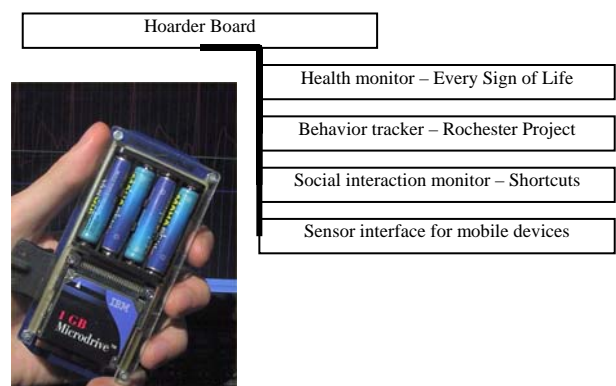 Hoarder Board
Health monitor – Every Sign of Life
Behavior tracker – Rochester Project
Social interaction monitor – Shortcuts
Sensor interface for mobile devices
IBM
1 GB
Microdrive™